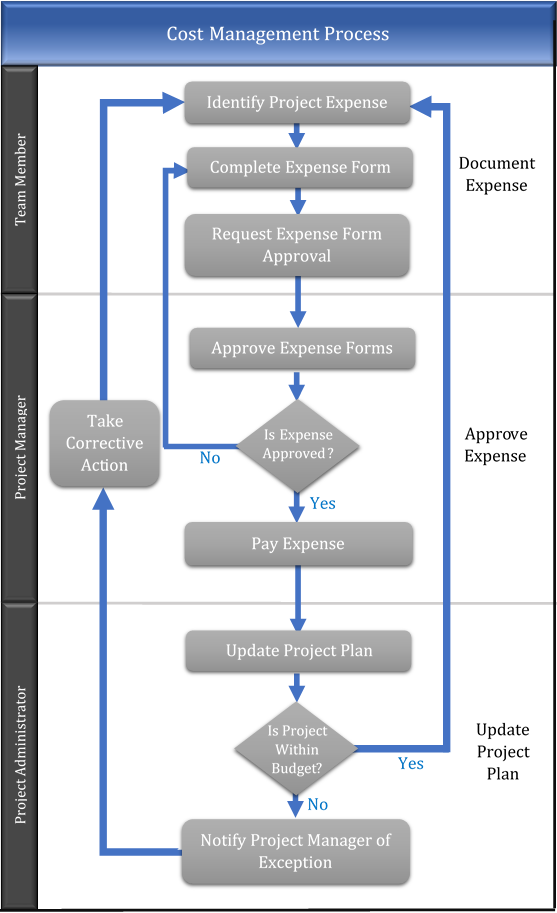 Cost Management Process
Team Member
Identify Project Expense
Complete Expense Form
Request Expense Form
Approval
Document
Expense
Project Manager
Approve Expense Forms
Take
Corrective
Action
Is Expense
Approved?
No
Yes
Pay Expense
Approve
Expense
Project Administrator
Update Project Plan
Is Project
Within
Budget?
Yes
No
Notify Project Manager of
Exception
Update
Project
Plan